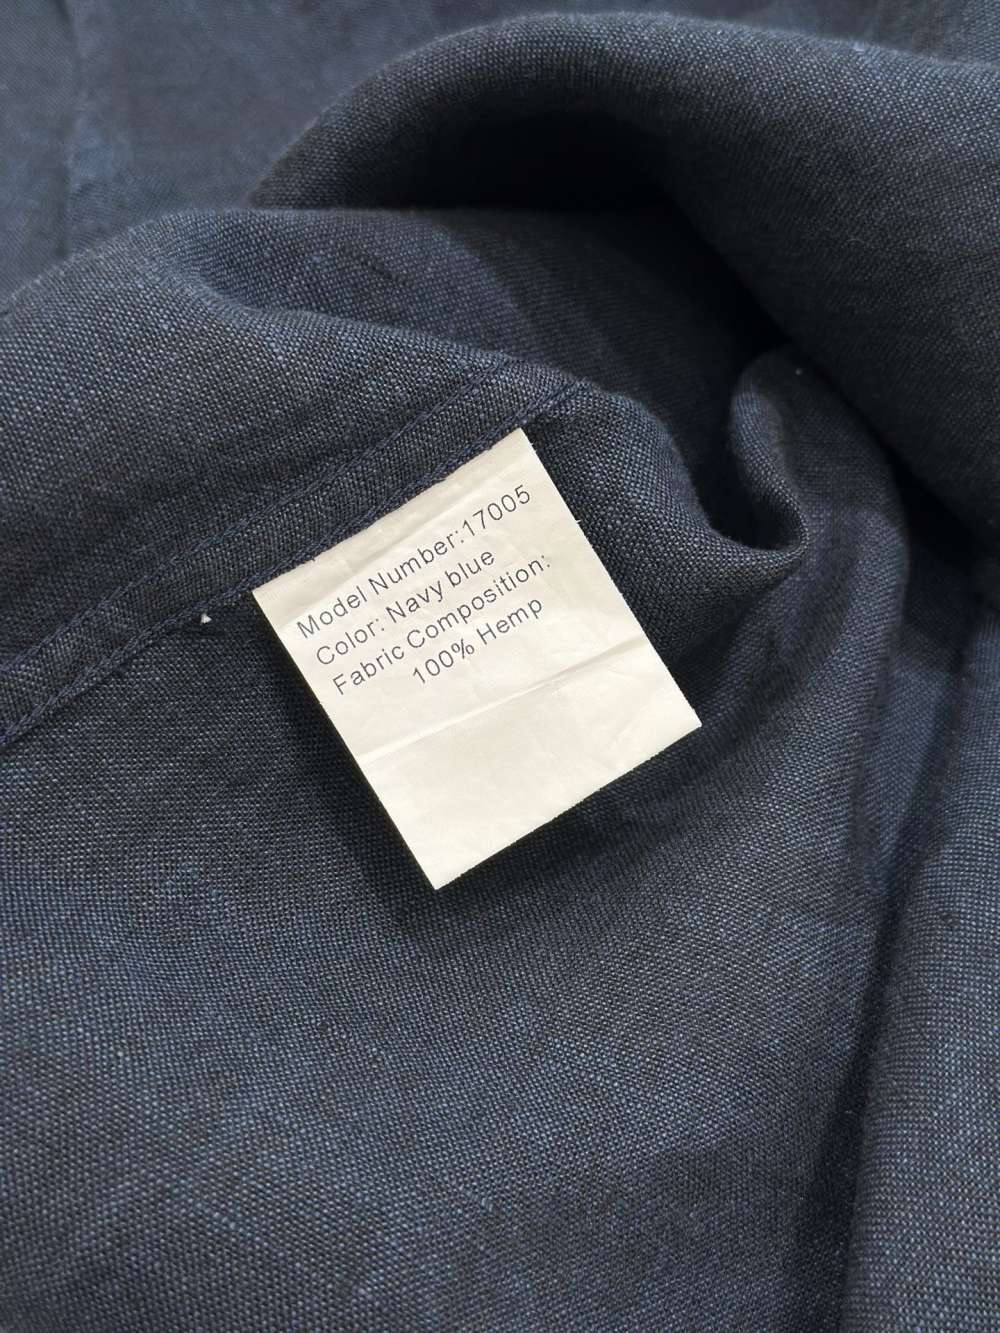 Model Number:17005
Color: Navy blue
Fabric Composition:
100% Hemp